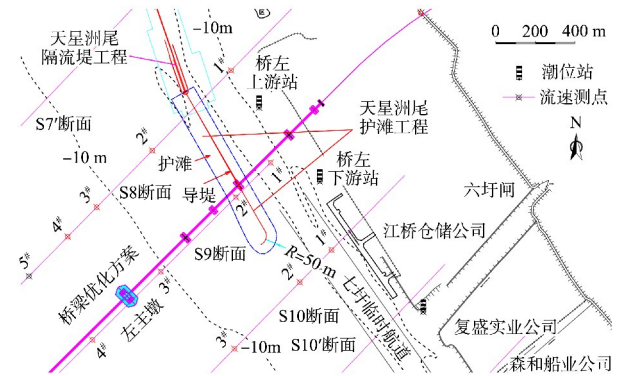 -10m
天星洲尾
隔流堤工程
桥左
上游站
0 200 400 m
潮位站
流速测点
N
1#
S7′断面
天星洲尾
护滩工程
2#
-10 m
护滩
1#
桥左
下游站
六圩闸
3#
S8断面
导堤
2#
4#
江桥仓储公司
1#
5#
S9断面
R=50 m
桥梁优化方案
3#
2#
七圩临时航道
左主墩
S10断面
复盛实业公司
4#
3#
-10m
S10′断面
森和船业公司